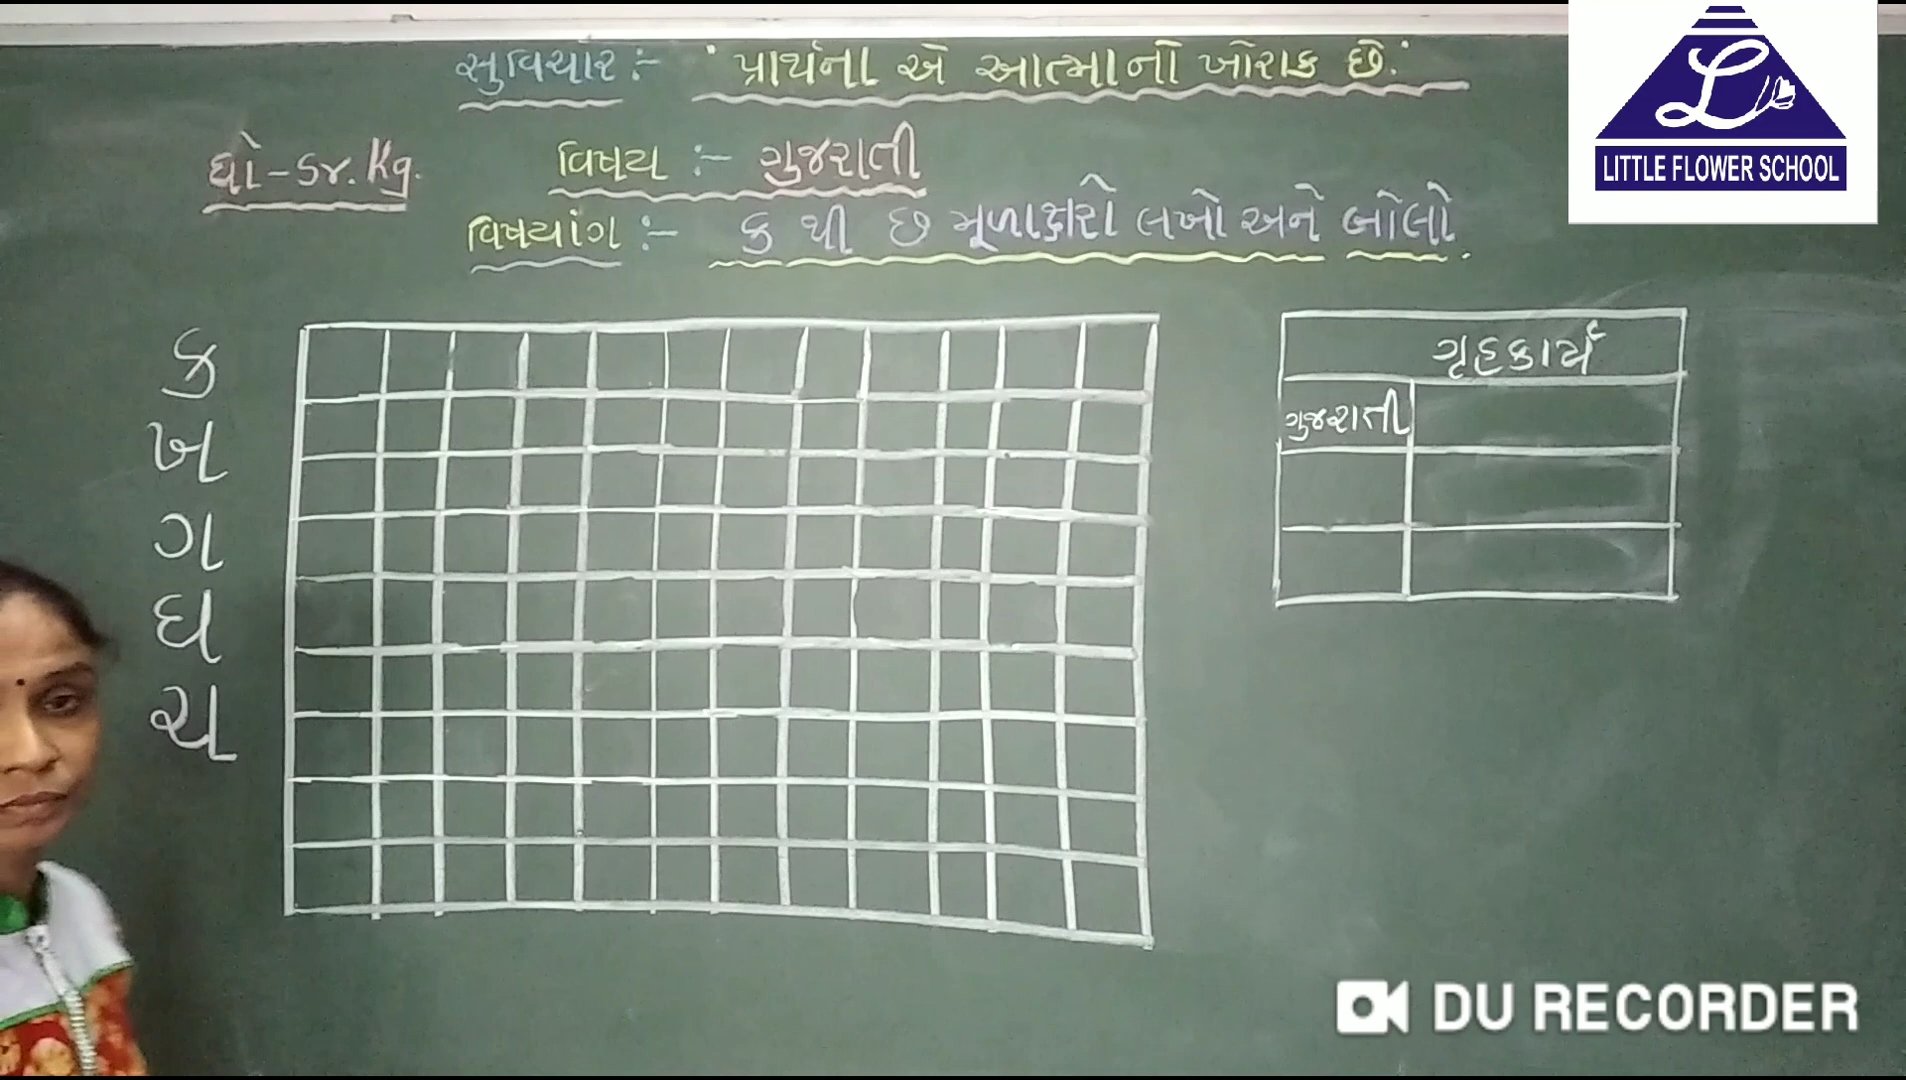 સુવિચાર :- " પ્રાર્થના એ આત્માનો ખોરાક છે."
LITTLE FLOWER SCHOOL
ધો-Sr. Kg.
વિષય :- ગુજરાતી
વિષયાંગ :- ક થી છ મૂળાક્ષરો લખો અને બોલો.
ક
ખ
ગ
ઘ
ચ
ગૃહકાર્ય
ગુજરાતી
DU RECORDER